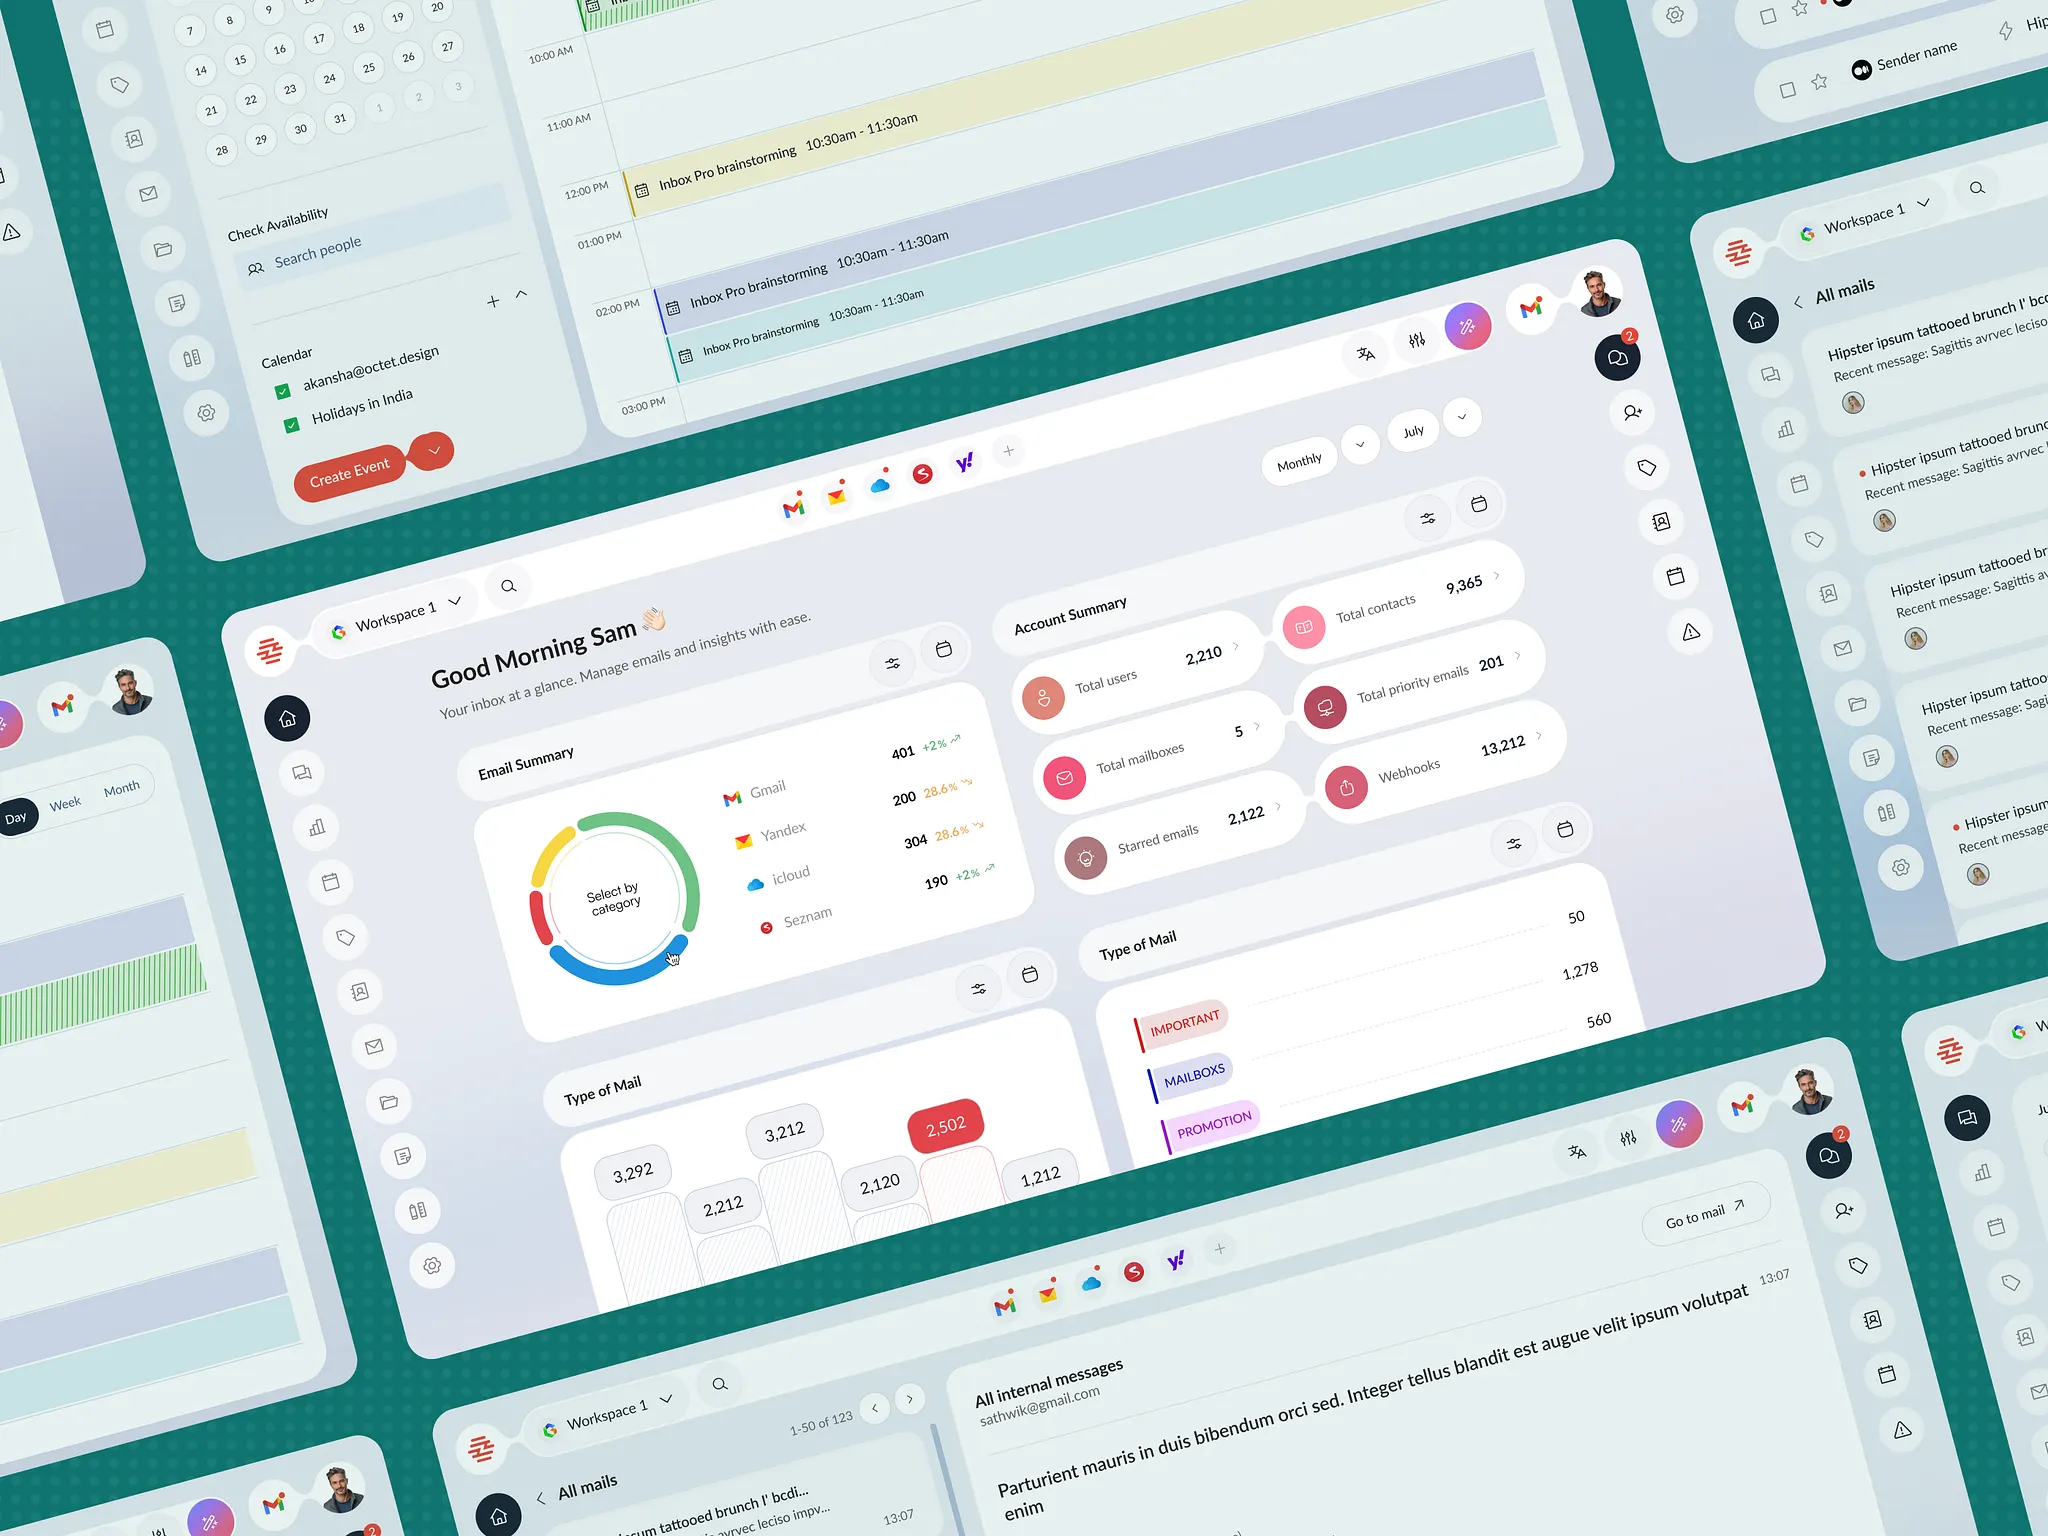 7 8 9 18 19 20
14 15 16 17 18 19 20
21 22 23 24 25 26 27
28 29 30 31 1 2 3
Check Availability
Search people
Calendar
akansha@octet.design
Holidays in India
Create Event
10:00 AM
11:00 AM
12:00 PM
01:00 PM
02:00 PM
03:00 PM
Inbox Pro brainstorming 10:30am - 11:30am
Inbox Pro brainstorming 10:30am - 11:30am
Inbox Pro brainstorming 10:30am - 11:30am
Sender name
Hip
Workspace 1
All mails
Hipster ipsum tattooed brunch I' bc
Recent message: Sagittis avrvec leciso
Hipster ipsum tattooed brunc
Recent message: Sagittis avrvec
Hipster ipsum tattooed br
Recent message: Sagittis av
Hipster ipsum tattoo
Recent message: Sagi
Hipster ipsum
Recent message
Day Week Month
Workspace 1
2
Monthly
July
Good Morning Sam
Your inbox at a glance. Manage emails and insights with ease.
Email Summary
Select by
category
Gmail 401 +2%
Yandex 200 28.6%
icloud 304 28.6%
Seznam 190 +2%
Account Summary
Total users 2,210
Total contacts 9,365
Total mailboxes 5
Total priority emails 201
Starred emails 2,122
Webhooks 13,212
Type of Mail
3,292
2,212
3,212
2,120
2,502
1,212
Type of Mail
IMPORTANT 50
MAILBOXS 1,278
PROMOTION 560
Workspace 1
2
All mails
1-50 of 123
ipsum tattooed brunch I' bcdi...
avrvec leciso impv...
13:07
Go to mail
All internal messages
sathwik@gmail.com
13:07
Parturient mauris in duis bibendum orci sed. Integer tellus blandit est augue velit ipsum volutpat
enim
2